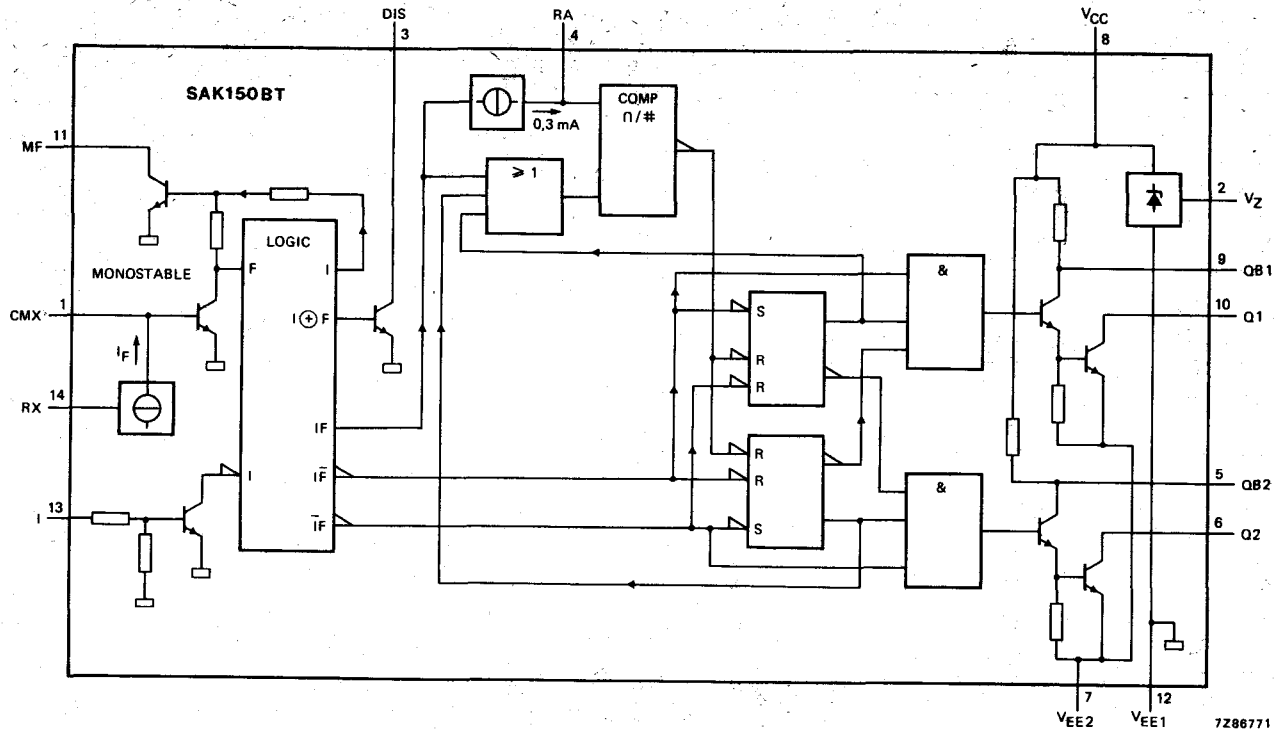 DIS
3
RA
4
VCC
8
SAK150BT
COMP
∩/#
0,3 mA
11
MF
≥ 1
2
VZ
LOGIC
MONOSTABLE
F
I
&
9
QB1
10
Q1
1
CMX
I ⊕ F
S
IF
R
R
14
RX
IF
R
I
IF̅
R
&
5
QB2
13
I
I̅F
S
6
Q2
7
VEE2
12
VEE1
7Z86771